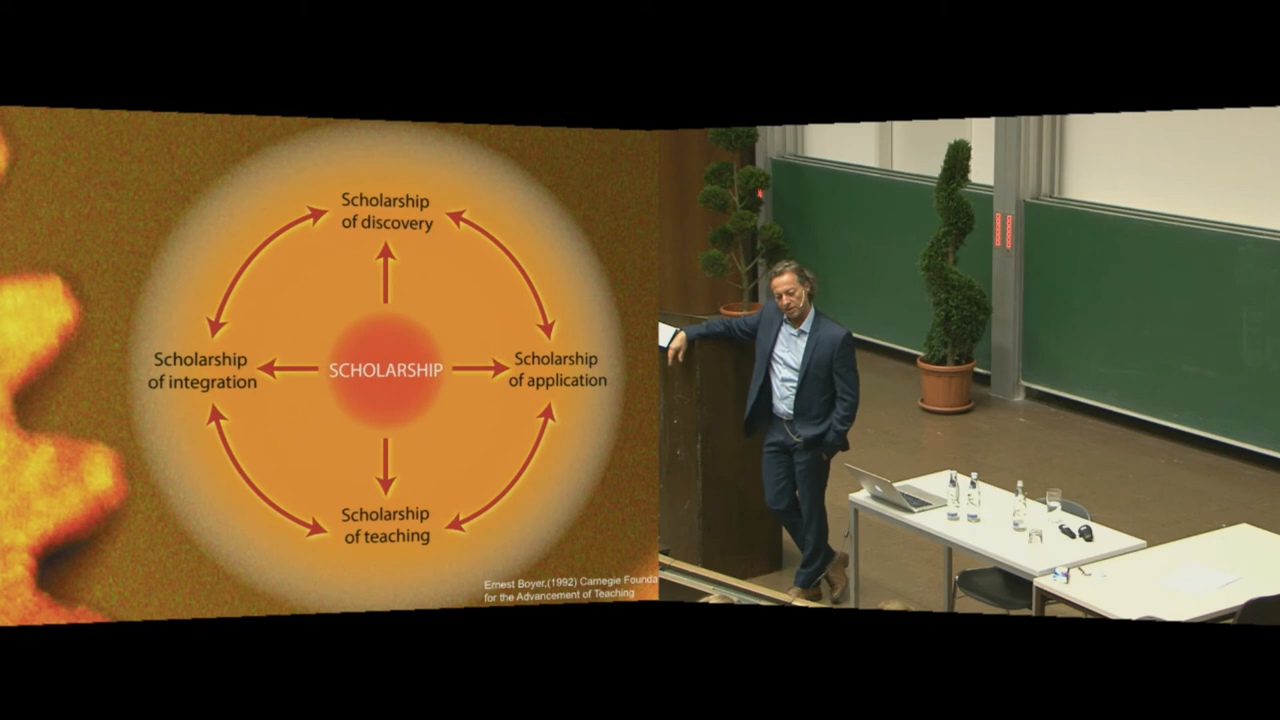 Scholarship
of discovery
Scholarship
of integration
SCHOLARSHIP
Scholarship
of application
Scholarship
of teaching
Ernest Boyer,(1992) Carnegie Founda
for the Advancement of Teaching